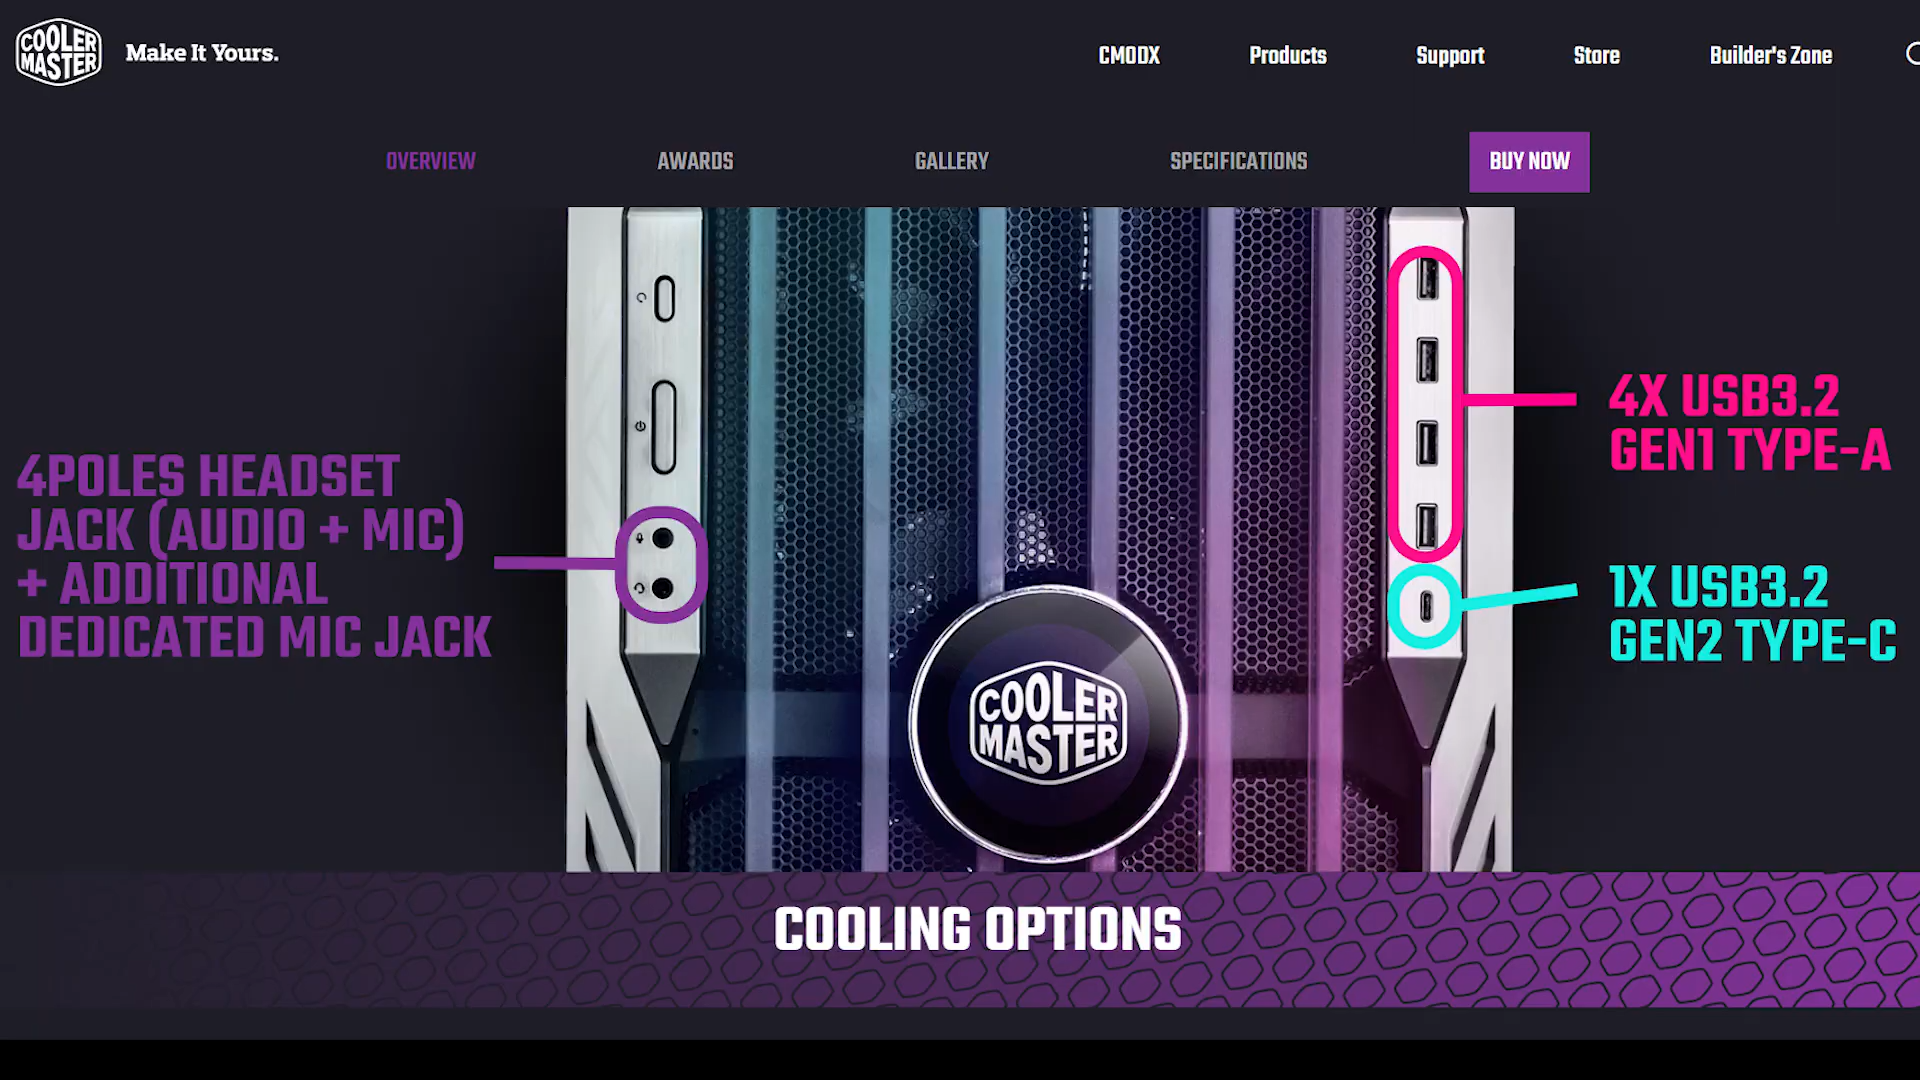 COOLER
MASTER
Make It Yours.
CMODX
Products
Support
Store
Builder's Zone
OVERVIEW
AWARDS
GALLERY
SPECIFICATIONS
BUY NOW
4POLES HEADSET
JACK (AUDIO + MIC)
+ ADDITIONAL
DEDICATED MIC JACK
4X USB3.2
GEN1 TYPE-A
1X USB3.2
GEN2 TYPE-C
COOLER
MASTER
COOLING OPTIONS